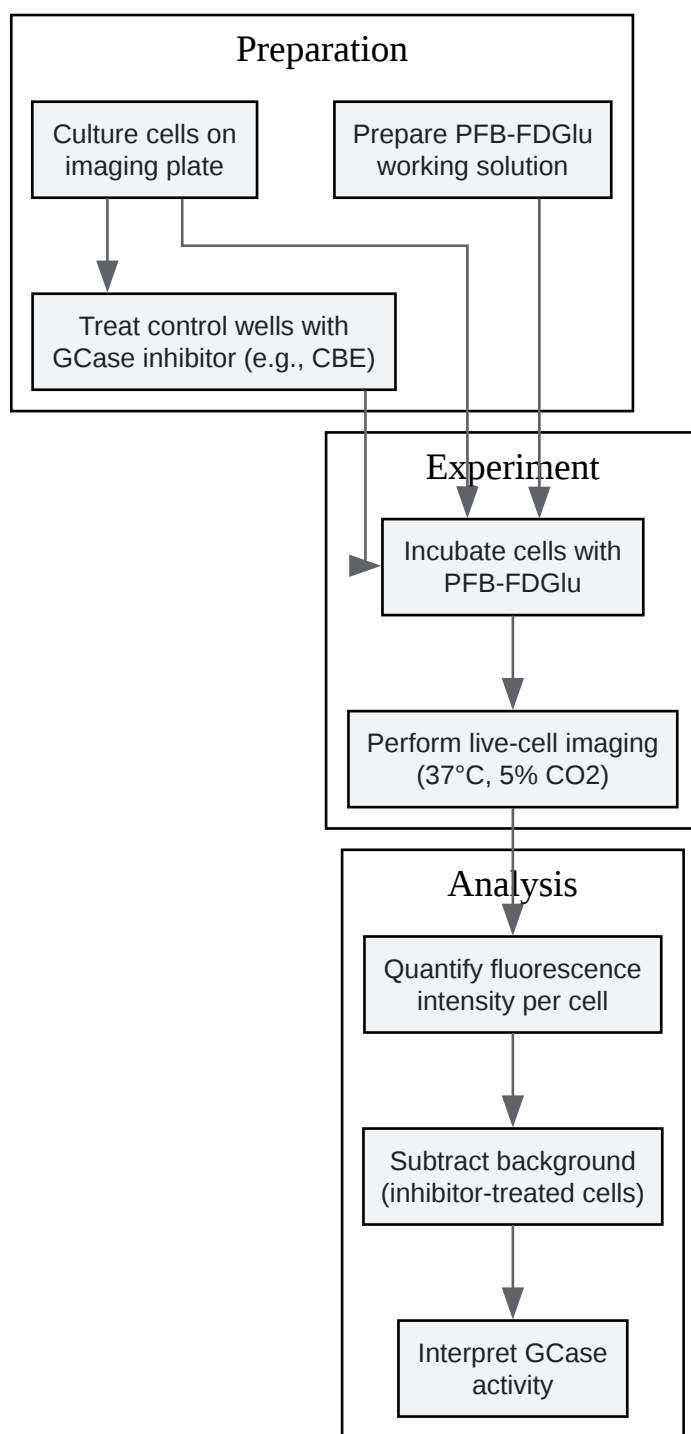 Preparation
Culture cells on
imaging plate
Prepare PFB-FDGlu
working solution
Treat control wells with
GCase inhibitor (e.g., CBE)
Experiment
Incubate cells with
PFB-FDGlu
Perform live-cell imaging
(37°C, 5% CO2)
Analysis
Quantify fluorescence
intensity per cell
Subtract background
(inhibitor-treated cells)
Interpret GCase
activity